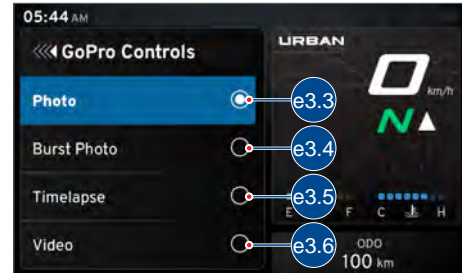 05:44 AM
GoPro Controls
URBAN
0 km/h
Photo
e3.3
N
Burst Photo
e3.4
Timelapse
e3.5
E F C H
Video
e3.6
ODO
100 km